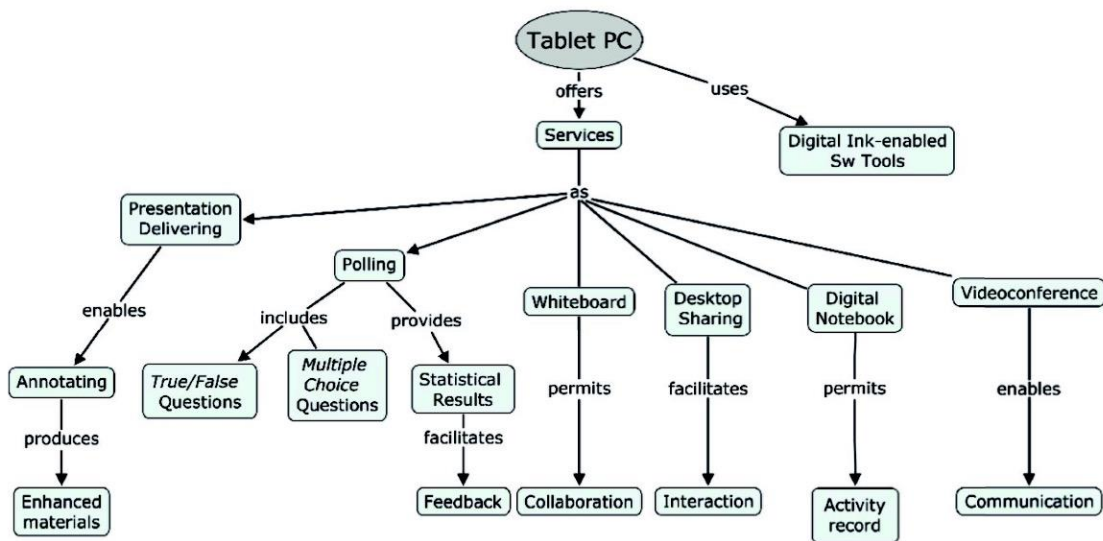 Tablet PC
offers
uses
Services
Digital Ink-enabled
Sw Tools
as
Presentation
Delivering
Polling
Whiteboard
Desktop
Sharing
Digital
Notebook
Videoconference
enables
includes
provides
Annotating
True/False
Questions
Multiple
Choice
Questions
Statistical
Results
permits
facilitates
permits
enables
produces
facilitates
Enhanced
materials
Feedback
Collaboration
Interaction
Activity
record
Communication